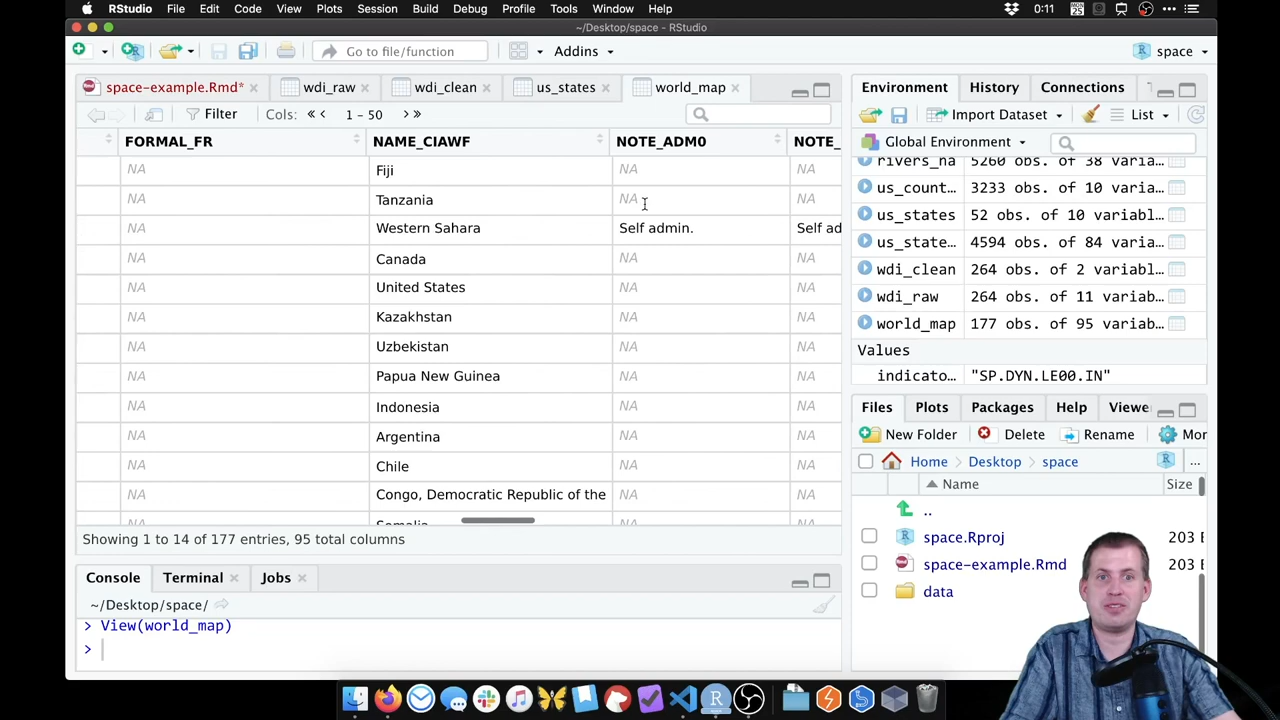 RStudio File Edit Code View Plots Session Build Debug Profile Tools Window Help 0:11 MON 25
~/Desktop/space - RStudio
Go to file/function Addins space
space-example.Rmd* wdi_raw wdi_clean us_states world_map
Filter Cols: 1 - 50
FORMAL_FR NAME_CIAWF NOTE_ADM0 NOTE_
NA Fiji NA NA
NA Tanzania NA NA
NA Western Sahara Self admin. Self ad
NA Canada NA NA
NA United States NA NA
NA Kazakhstan NA NA
NA Uzbekistan NA NA
NA Papua New Guinea NA NA
NA Indonesia NA NA
NA Argentina NA NA
NA Chile NA NA
NA Congo, Democratic Republic of the NA NA
NA Somalia NA NA
Showing 1 to 14 of 177 entries, 95 total columns
Console Terminal Jobs
~/Desktop/space/
> View(world_map)
>
Environment History Connections
Import Dataset List
Global Environment
rivers_na 5260 obs. of 38 varia…
us_count… 3233 obs. of 10 variabl…
us_states 52 obs. of 10 variabl…
us_state… 4594 obs. of 84 variab…
wdi_clean 264 obs. of 2 variabl…
wdi_raw 264 obs. of 11 variab…
world_map 177 obs. of 95 variab…
Values
indicato… "SP.DYN.LE00.IN"
Files Plots Packages Help Viewe
New Folder Delete Rename Mor
Home Desktop space ...
Name Size
..
space.Rproj 203 B
space-example.Rmd 203 B
data